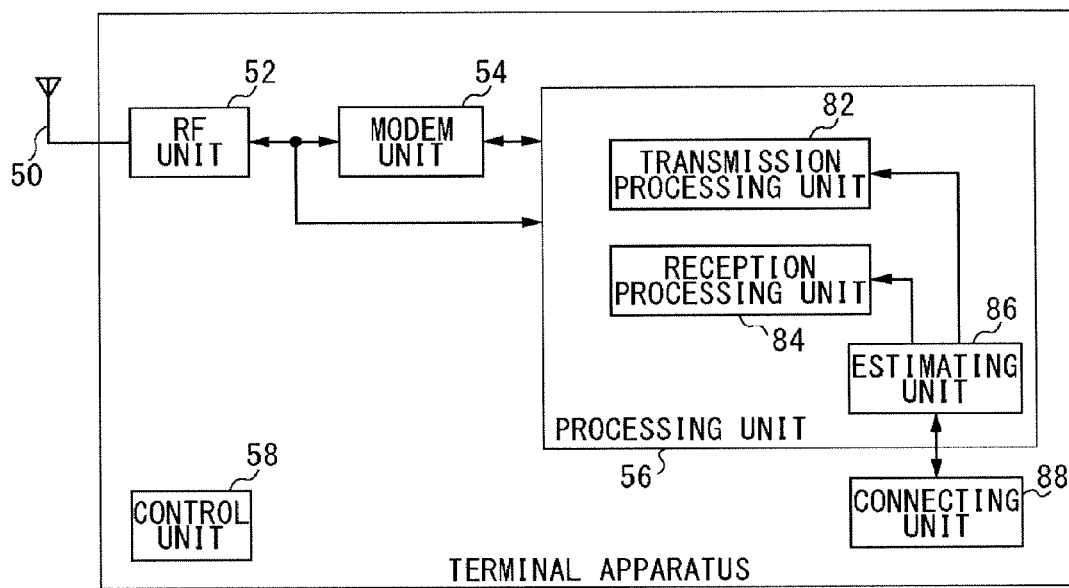 52
54
82
50
RF
UNIT
MODEM
UNIT
TRANSMISSION
PROCESSING UNIT
RECEPTION
PROCESSING UNIT
84
86
ESTIMATING
UNIT
PROCESSING UNIT
56
58
CONTROL
UNIT
88
CONNECTING
UNIT
TERMINAL APPARATUS